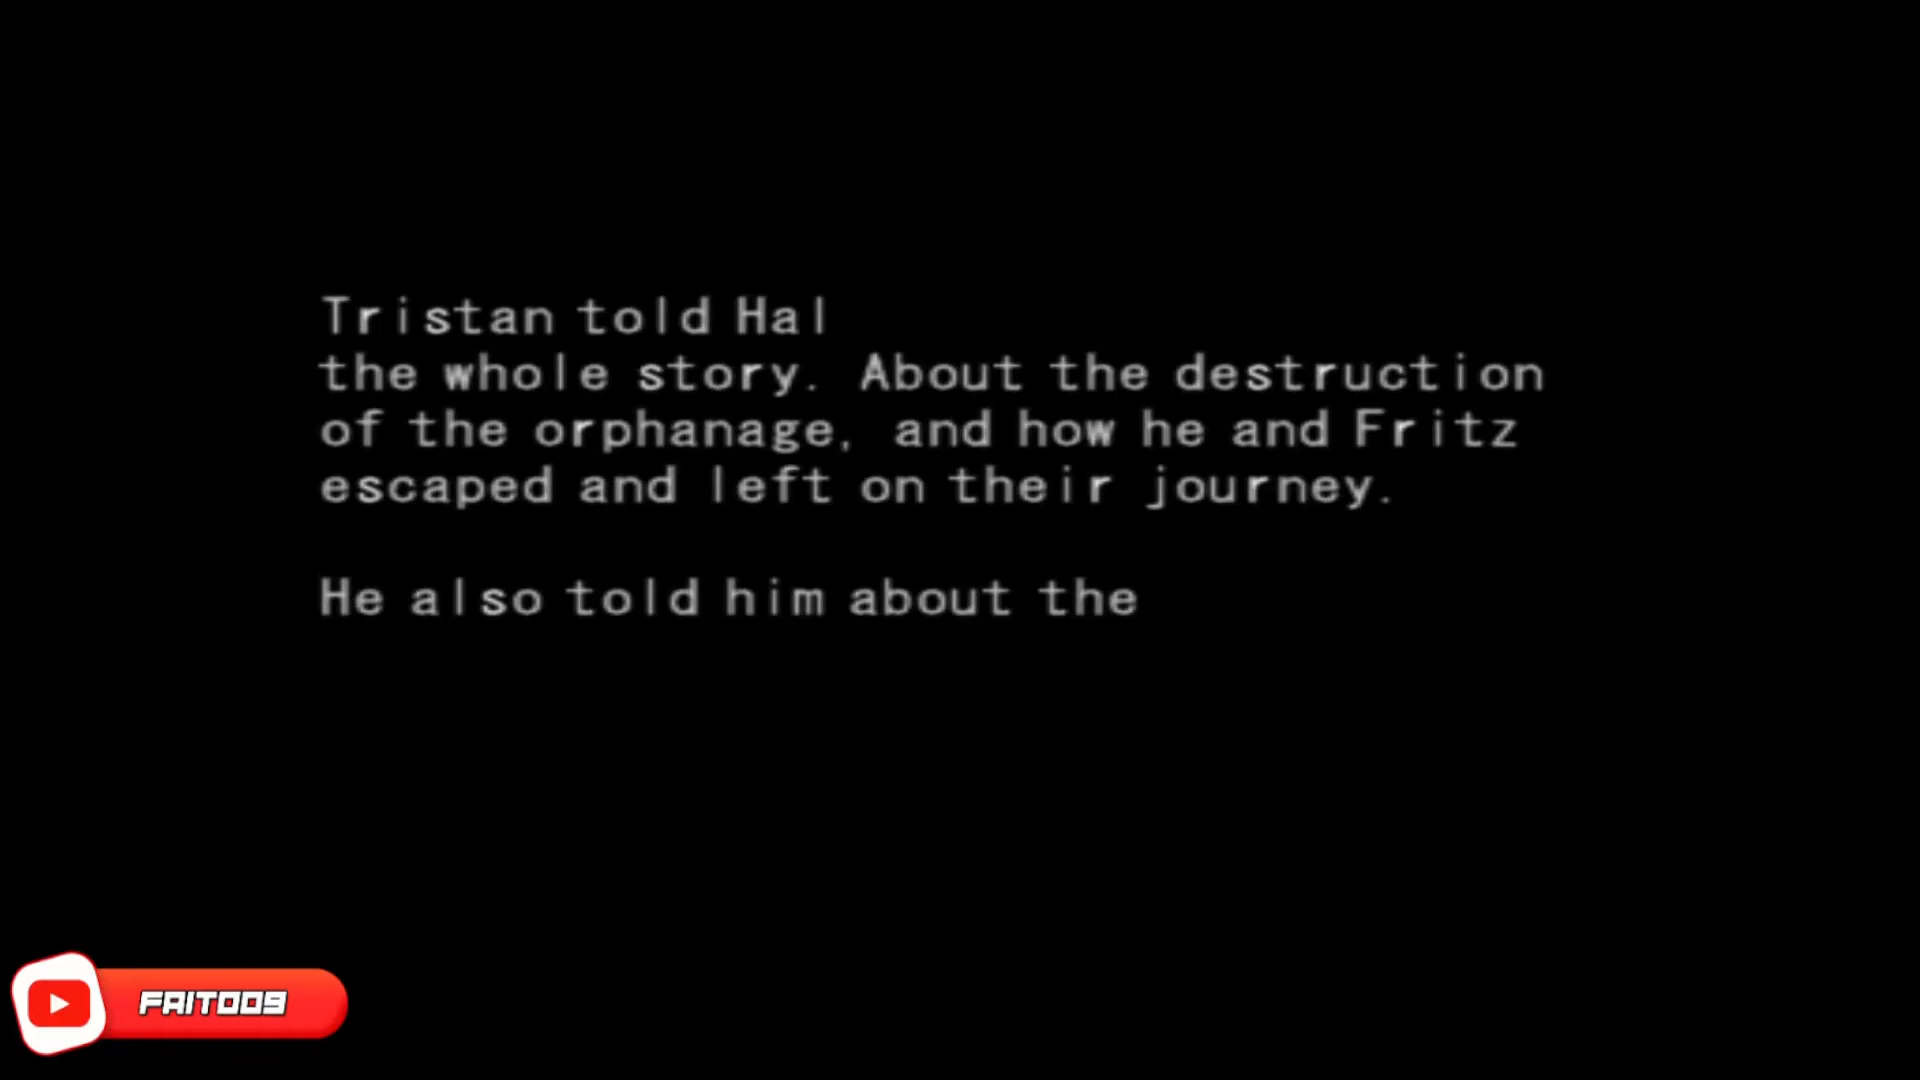 Tristan told Hal
the whole story. About the destruction
of the orphanage, and how he and Fritz
escaped and left on their journey.
He also told him about the
FAITOO9